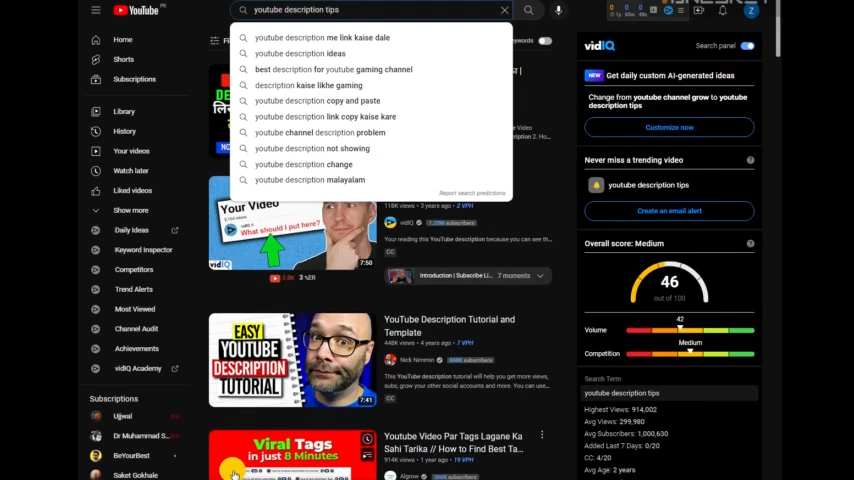 YouTube PK
youtube description tips
youtube description me link kaise dale
youtube description ideas
best description for youtube gaming channel
description kaise likhe gaming
youtube description copy and paste
youtube description link copy kaise kare
youtube channel description problem
youtube description not showing
youtube description change
youtube description malayalam
Report search predictions
Home
Shorts
Subscriptions
Library
History
Your videos
Watch later
Liked videos
Show more
Daily Ideas
Keyword Inspector
Competitors
Trend Alerts
Most Viewed
Channel Audit
Achievements
vidIQ Academy
Subscriptions
Ujjwal
Dr Muhammad S...
BeYourBest
Saket Gokhale
Your Video
What should I put here?
vidIQ
7:50
118K views • 3 years ago • 2 VPH
vidIQ
1.23M subscribers
Your reading this YouTube description because you can see th...
CC
Introduction | Subscribe Li...
7 moments
EASY
YOUTUBE
DESCRIPTION
TUTORIAL
7:41
YouTube Description Tutorial and
Template
448K views • 4 years ago • 7 VPH
Nick Nimmin
This YouTube description tutorial will help you get more views,
subs, grow your other social accounts and more. You can use...
CC
Viral Tags
in just 8 Minutes
YouTube Video Par Tags Lagane Ka
Sahi Tarika // How to Find Best Ta...
914K views • 1 year ago • 19 VPH
Algrow
Z
vidIQ
Search panel
NEW Get daily custom AI-generated ideas
Change from youtube channel grow to youtube
description tips
Customize now
Never miss a trending video
youtube description tips
Create an email alert
Overall score: Medium
46
out of 100
42
Volume
Medium
Competition
Search Term
youtube description tips
Highest Views: 914,002
Avg Views: 299,980
Avg Subscribers: 1,000,630
Added Last 7 Days: 0/20
CC: 4/20
Avg Age: 2 years